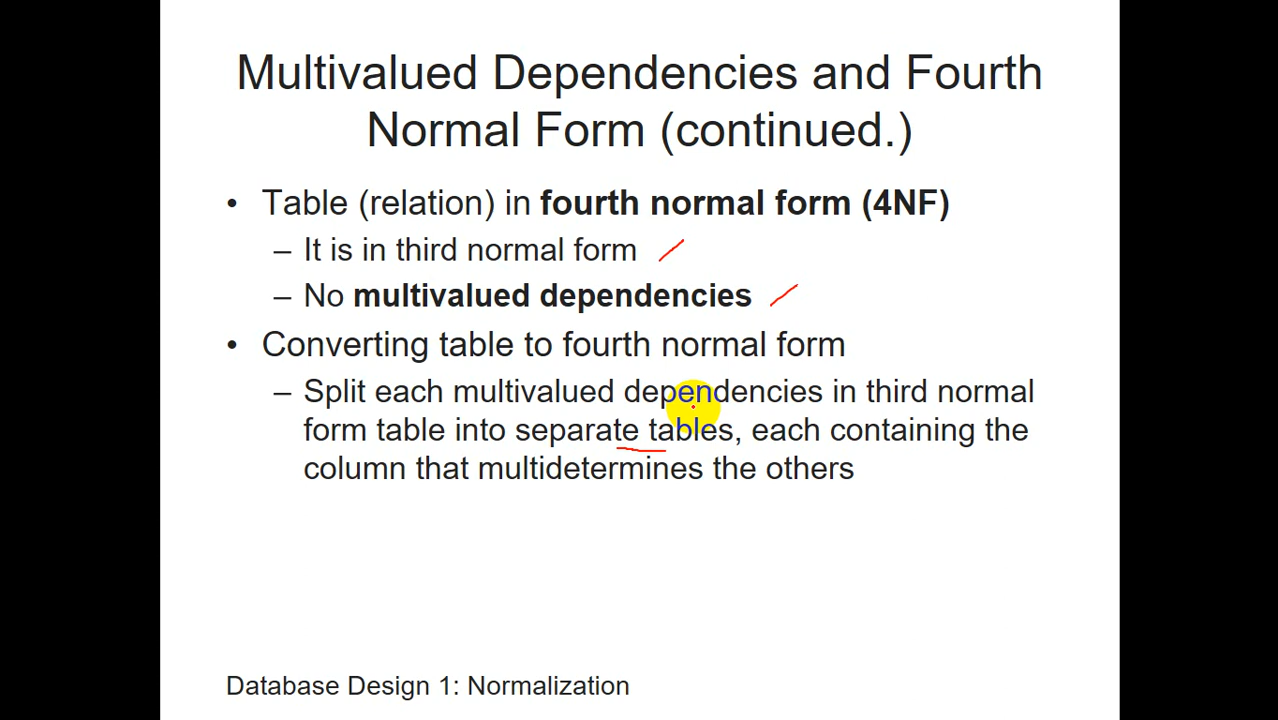 Multivalued Dependencies and Fourth
Normal Form (continued.)
• Table (relation) in fourth normal form (4NF)
– It is in third normal form
– No multivalued dependencies
• Converting table to fourth normal form
– Split each multivalued dependencies in third normal
form table into separate tables, each containing the
column that multidetermines the others
Database Design 1: Normalization